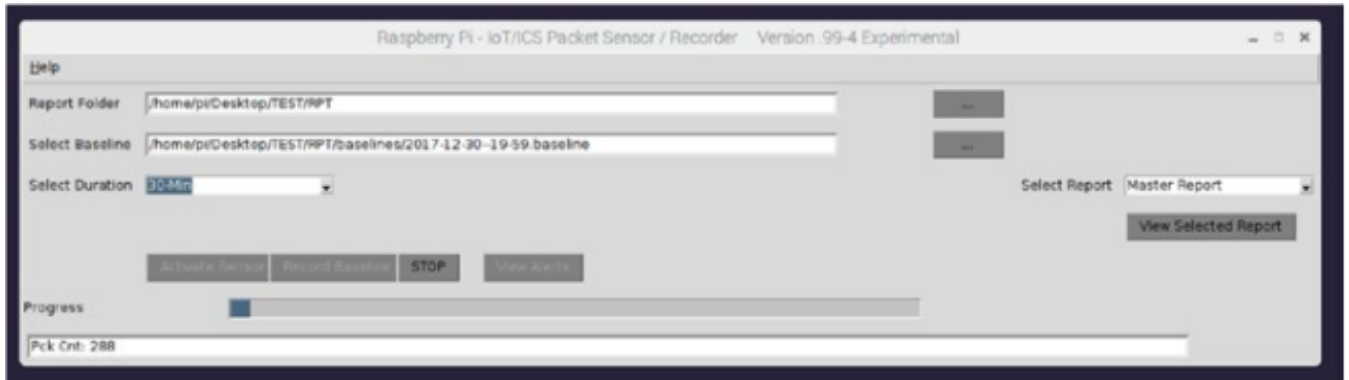 Raspberry Pi - IoT/ICS Packet Sensor / Recorder Version .99-4 Experimental
Help
Report Folder /home/pi/Desktop/TEST/RPT ...
Select Baseline /home/pi/Desktop/TEST/RPT/baselines/2017-12-30--19-59.baseline ...
Select Duration 30-Min Select Report Master Report
View Selected Report
Activate Sensor Record Baseline STOP View Alerts
Progress
Pck Cnt: 288